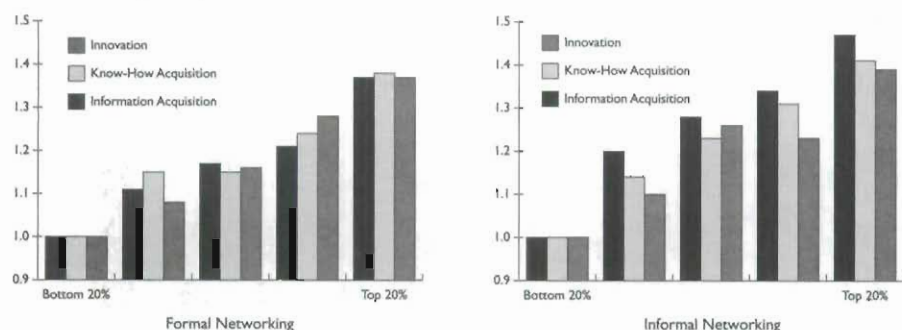 1.5
1.4
1.3
1.2
1.1
1.0
0.9
Innovation
Know-How Acquisition
Information Acquisition
Bottom 20%
Top 20%
Formal Networking
1.5
1.4
1.3
1.2
1.1
1.0
0.9
Innovation
Know-How Acquisition
Information Acquisition
Bottom 20%
Top 20%
Informal Networking